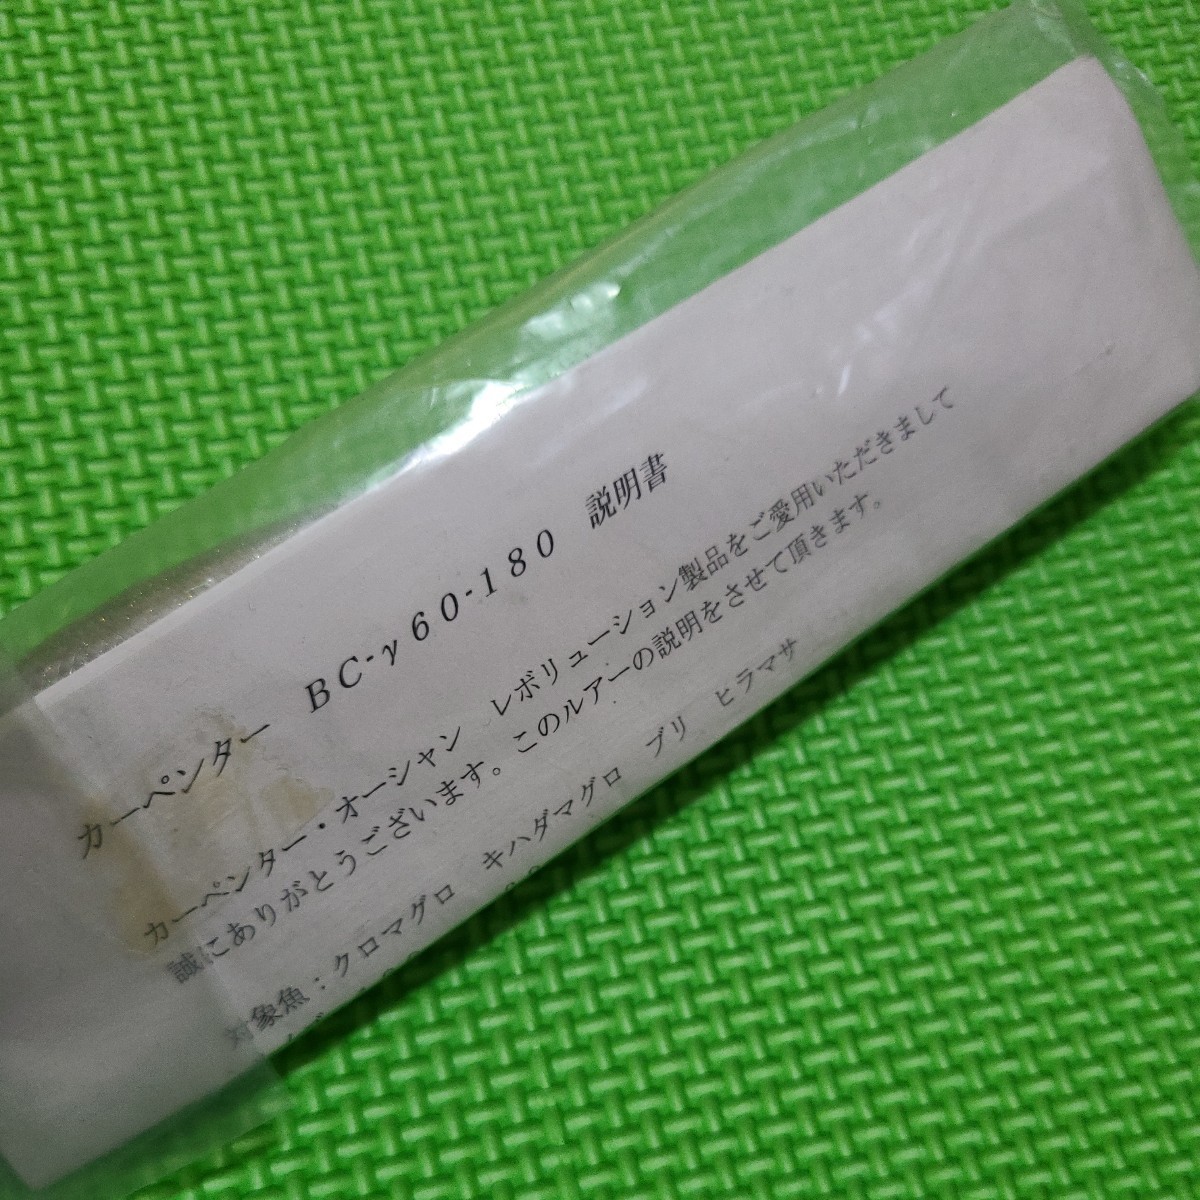 カーペンター　ＢＣ-γ６０-１８０　説明書
カーペンター・オーシャン　レボリューション製品をご愛用いただきまして
誠にありがとうございます。このルアーの説明をさせて頂きます。
対象魚：クロマグロ　キハダマグロ　ブリ　ヒラマサ